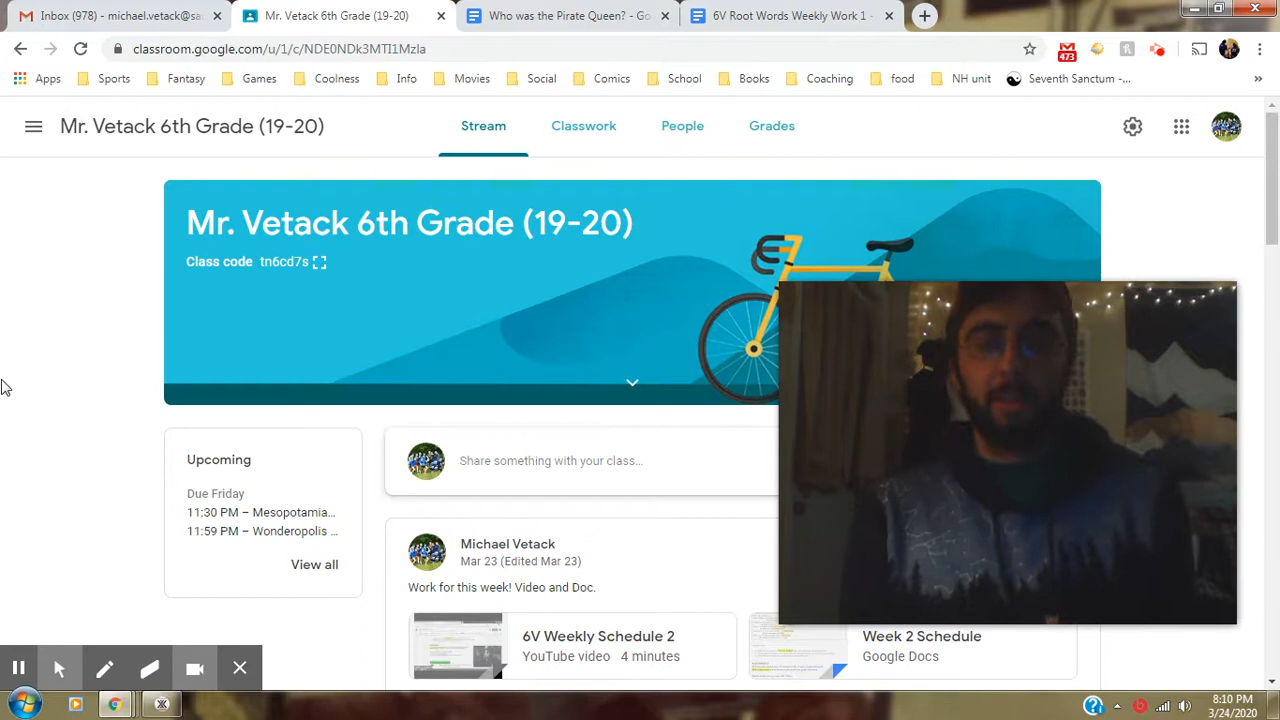 Inbox (978) - michael.vetack@s
Mr. Vetack 6th Grade (19-20)
Who was the Pirate Queen? - G
6V Root Words Weekly Work 1 -
classroom.google.com/u/1/c/NDE0NDk3MTI1Mzla
473
Apps
Sports
Fantasy
Games
Coolness
Info
Movies
Social
Comics
School
Books
Coaching
food
NH unit
Seventh Sanctum -...
»
Mr. Vetack 6th Grade (19-20)
Stream
Classwork
People
Grades
Mr. Vetack 6th Grade (19-20)
Class code tn6cd7s
Upcoming
Due Friday
11:30 PM – Mesopotamia...
11:59 PM – Wonderopolis ...
View all
Share something with your class...
Michael Vetack
Mar 23 (Edited Mar 23)
Work for this week! Video and Doc.
6V Weekly Schedule 2
YouTube video 4 minutes
Week 2 Schedule
Google Docs
8:10 PM
3/24/2020